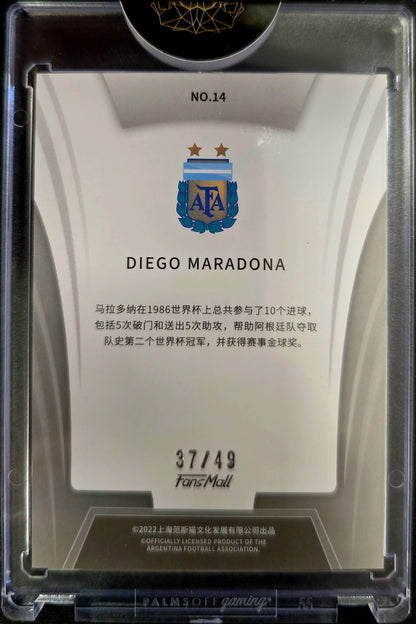 NO.14
AFA
DIEGO MARADONA
马拉多纳在1986世界杯上总共参与了10个进球，
包括5次破门和送出5次助攻，帮助阿根廷队夺取
队史第二个世界杯冠军，并获得赛事金球奖。
37/49
FansMall
©2022上海范斯猫文化发展有限公司出品
©OFFICIALLY LICENSED PRODUCT OF THE
ARGENTINA FOOTBALL ASSOCIATION.
PALMSOFFgaming